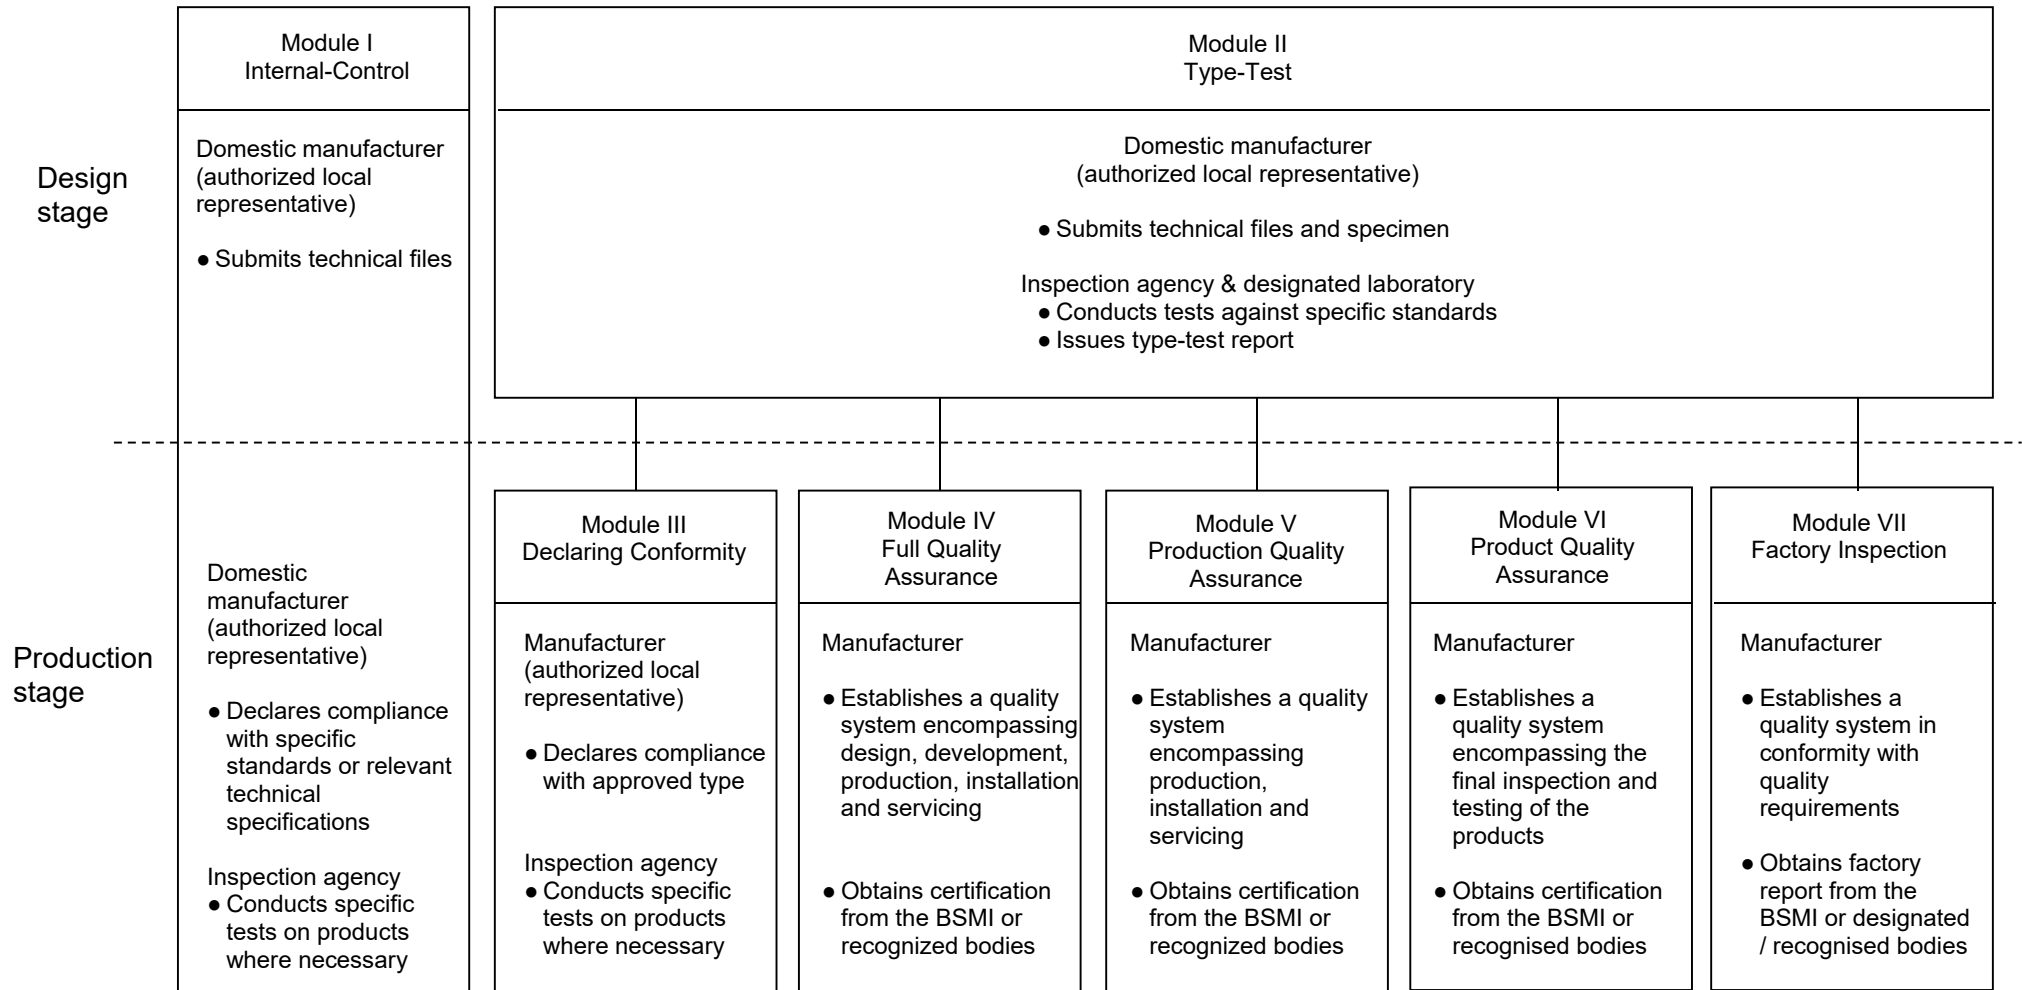 Module I
Internal-Control
Module II
Type-Test
Design
stage
Domestic manufacturer
(authorized local
representative)
● Submits technical files
Domestic manufacturer
(authorized local representative)
● Submits technical files and specimen
Inspection agency & designated laboratory
● Conducts tests against specific standards
● Issues type-test report
Production
stage
Domestic
manufacturer
(authorized local
representative)
● Declares compliance
with specific
standards or relevant
technical
specifications
Inspection agency
● Conducts specific
tests on products
where necessary
Module III
Declaring Conformity
Manufacturer
(authorized local
representative)
● Declares compliance
with approved type
Inspection agency
● Conducts specific
tests on products
where necessary
Module IV
Full Quality
Assurance
Manufacturer
● Establishes a quality
system encompassing
design, development,
production, installation
and servicing
● Obtains certification
from the BSMI or
recognized bodies
Module V
Production Quality
Assurance
Manufacturer
● Establishes a quality
system
encompassing
production,
installation and
servicing
● Obtains certification
from the BSMI or
recognized bodies
Module VI
Product Quality
Assurance
Manufacturer
● Establishes a
quality system
encompassing the
final inspection and
testing of the
products
● Obtains certification
from the BSMI or
recognised bodies
Module VII
Factory Inspection
Manufacturer
● Establishes a
quality system in
conformity with
quality
requirements
● Obtains factory
report from the
BSMI or designated
/ recognised bodies